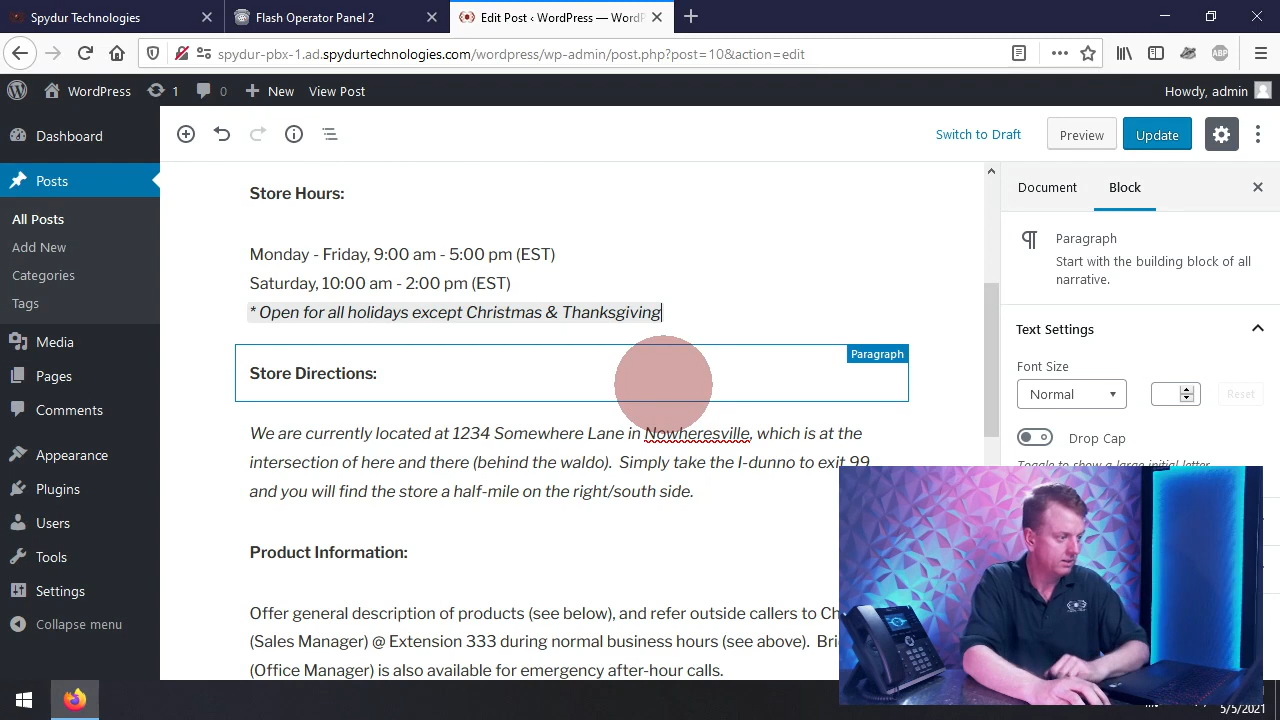 Spydur Technologies
Flash Operator Panel 2
Edit Post ‹ WordPress — WordP
spydur-pbx-1.ad.spydurtechnologies.com/wordpress/wp-admin/post.php?post=10&action=edit
ABP
WordPress
1
0
New
View Post
Howdy, admin
Dashboard
Posts
All Posts
Add New
Categories
Tags
Media
Pages
Comments
Appearance
Plugins
Users
Tools
Settings
Collapse menu
Switch to Draft
Preview
Update
Store Hours:
Monday - Friday, 9:00 am - 5:00 pm (EST)
Saturday, 10:00 am - 2:00 pm (EST)
* Open for all holidays except Christmas & Thanksgiving
Paragraph
Store Directions:
We are currently located at 1234 Somewhere Lane in Nowheresville, which is at the
intersection of here and there (behind the waldo).  Simply take the I-dunno to exit 99
and you will find the store a half-mile on the right/south side.
Product Information:
Offer general description of products (see below), and refer outside callers to Ch
(Sales Manager) @ Extension 333 during normal business hours (see above).  Bri
(Office Manager) is also available for emergency after-hour calls.
Document
Block
Paragraph
Start with the building block of all
narrative.
Text Settings
Font Size
Normal
Reset
Drop Cap
Toggle to show a large initial letter.
5/5/2021